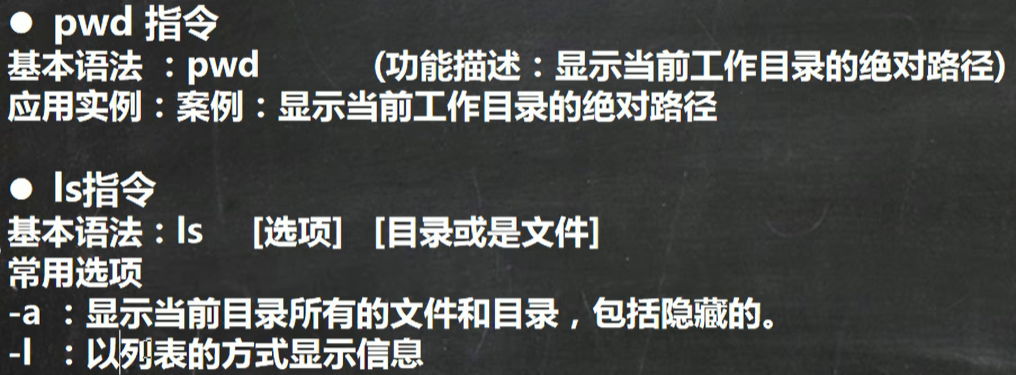 ● pwd 指令
基本语法 ：pwd (功能描述：显示当前工作目录的绝对路径)
应用实例：案例：显示当前工作目录的绝对路径
● ls指令
基本语法：ls [选项] [目录或是文件]
常用选项
-a ：显示当前目录所有的文件和目录，包括隐藏的。
-l ：以列表的方式显示信息